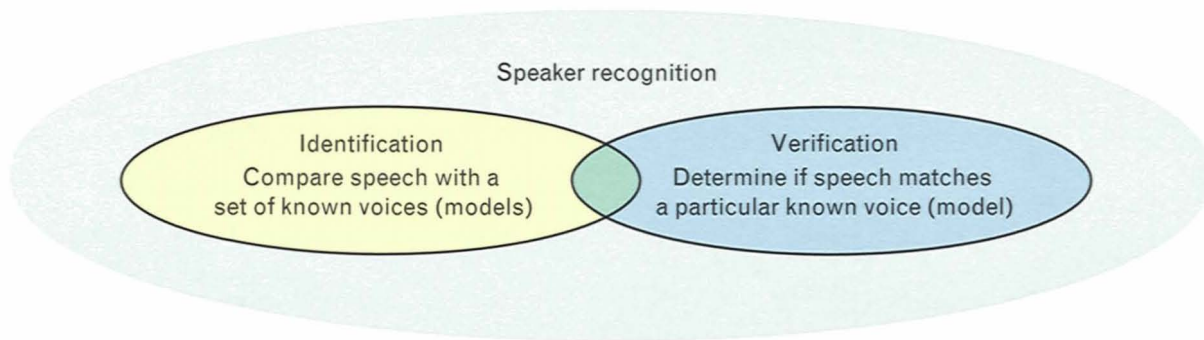 Speaker recognition
Identification
Compare speech with a
set of known voices (models)
Verification
Determine if speech matches
a particular known voice (model)